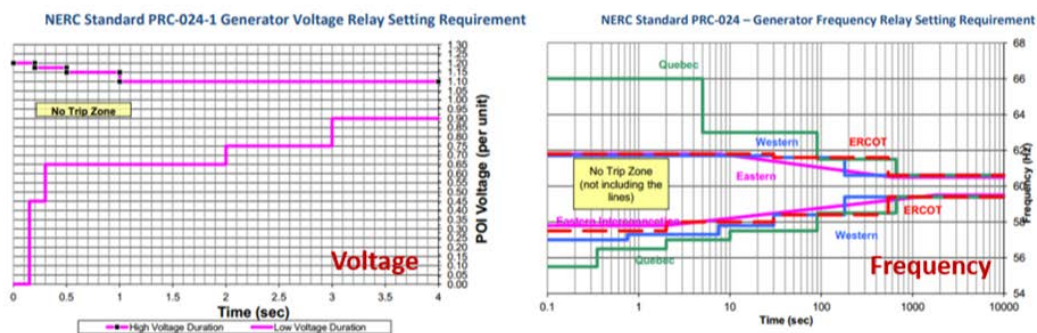 NERC Standard PRC-024-1 Generator Voltage Relay Setting Requirement
1.30
1.25
1.20
1.15
1.10
1.05
1.00
0.95
0.90
0.85
0.80
0.75
0.70
0.65
0.60
0.55
0.50
0.45
0.40
0.35
0.30
0.25
0.20
0.15
0.10
0.05
0.00
POI Voltage (per unit)
No Trip Zone
Voltage
0 0.5 1 2 3 4
Time (sec)
High Voltage Duration Low Voltage Duration
NERC Standard PRC-024 – Generator Frequency Relay Setting Requirement
68
66
64
62
60
58
56
54
Frequency (Hz)
Quebec
Western
ERCOT
No Trip Zone
(not including the
lines)
Eastern
Eastern Interconnection
ERCOT
Western
Quebec
Frequency
0.1 1 10 100 1000 10000
Time (sec)